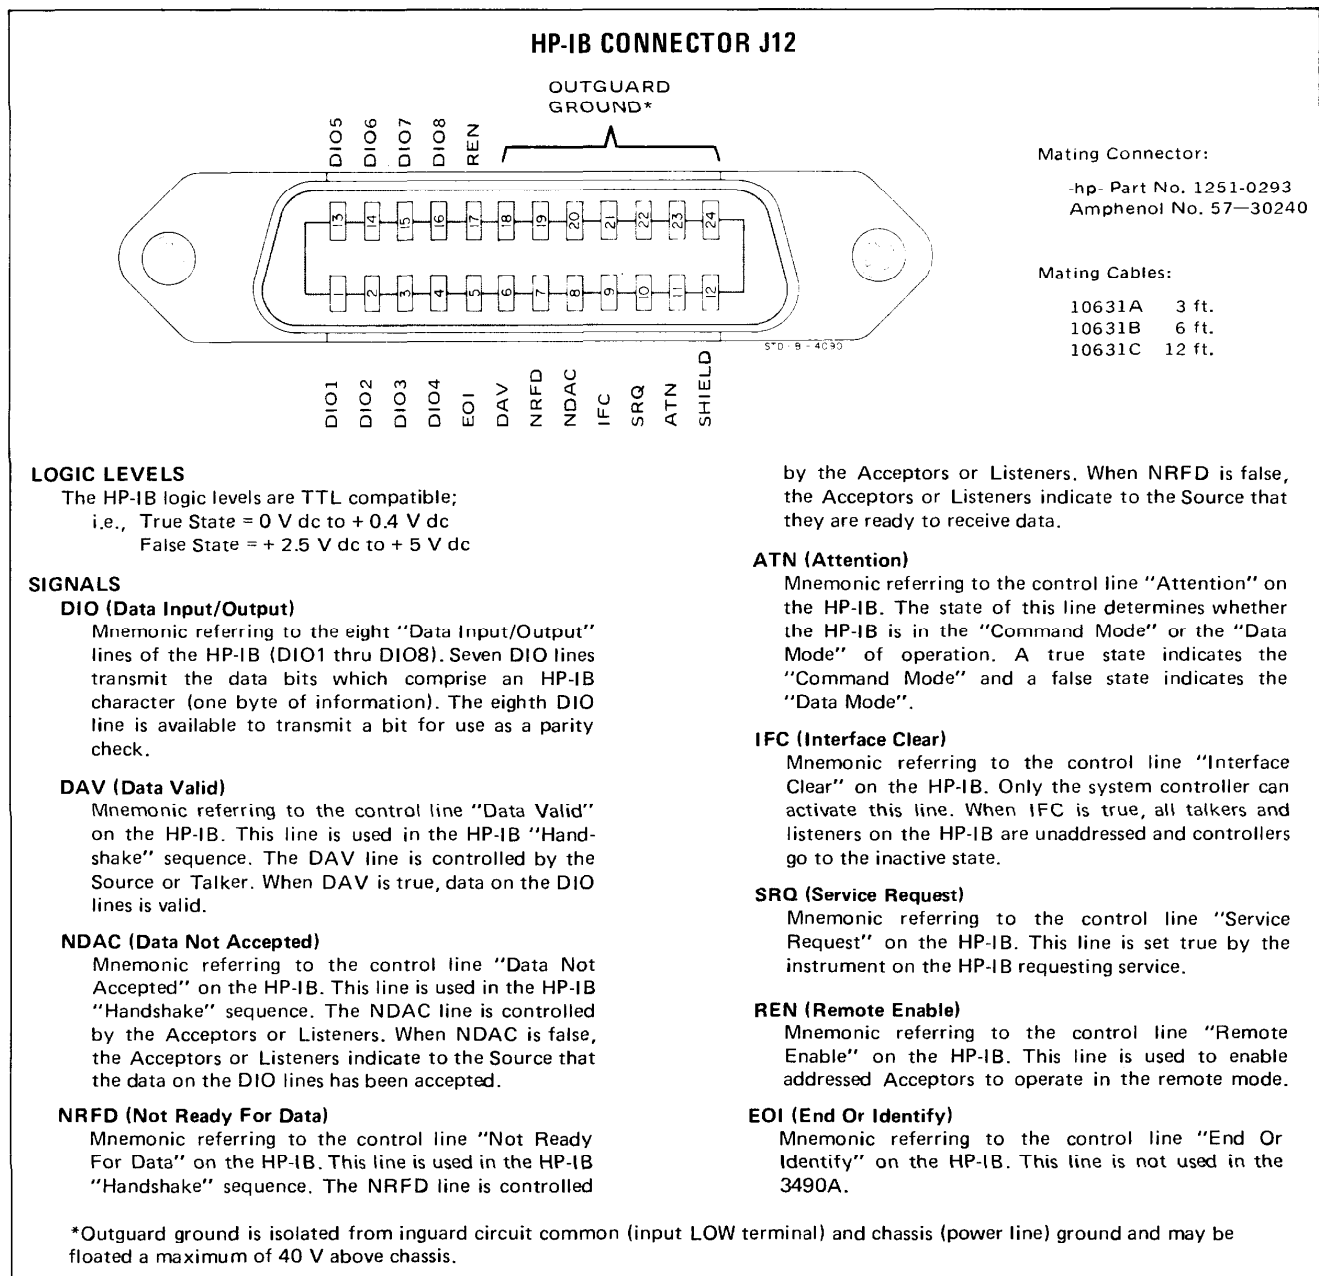 HP-IB CONNECTOR J12
OUTGUARD
GROUND*
DIO5
DIO6
DIO7
DIO8
REN
13
14
15
16
17
18
19
20
21
22
23
24
1
2
3
4
5
6
7
8
9
10
11
12
STD-B-4090
DIO1
DIO2
DIO3
DIO4
EOI
DAV
NRFD
NDAC
IFC
SRQ
ATN
SHIELD
Mating Connector:
-hp- Part No. 1251-0293
Amphenol No. 57—30240
Mating Cables:
10631A 3 ft.
10631B 6 ft.
10631C 12 ft.
LOGIC LEVELS
The HP-IB logic levels are TTL compatible;
i.e., True State = 0 V dc to + 0.4 V dc
False State = + 2.5 V dc to + 5 V dc
SIGNALS
DIO (Data Input/Output)
Mnemonic referring to the eight "Data Input/Output"
lines of the HP-IB (DIO1 thru DIO8). Seven DIO lines
transmit the data bits which comprise an HP-IB
character (one byte of information). The eighth DIO
line is available to transmit a bit for use as a parity
check.
DAV (Data Valid)
Mnemonic referring to the control line "Data Valid"
on the HP-IB. This line is used in the HP-IB "Hand-
shake" sequence. The DAV line is controlled by the
Source or Talker. When DAV is true, data on the DIO
lines is valid.
NDAC (Data Not Accepted)
Mnemonic referring to the control line "Data Not
Accepted" on the HP-IB. This line is used in the HP-IB
"Handshake" sequence. The NDAC line is controlled
by the Acceptors or Listeners. When NDAC is false,
the Acceptors or Listeners indicate to the Source that
the data on the DIO lines has been accepted.
NRFD (Not Ready For Data)
Mnemonic referring to the control line "Not Ready
For Data" on the HP-IB. This line is used in the HP-IB
"Handshake" sequence. The NRFD line is controlled
by the Acceptors or Listeners. When NRFD is false,
the Acceptors or Listeners indicate to the Source that
they are ready to receive data.
ATN (Attention)
Mnemonic referring to the control line "Attention" on
the HP-IB. The state of this line determines whether
the HP-IB is in the "Command Mode" or the "Data
Mode" of operation. A true state indicates the
"Command Mode" and a false state indicates the
"Data Mode".
IFC (Interface Clear)
Mnemonic referring to the control line "Interface
Clear" on the HP-IB. Only the system controller can
activate this line. When IFC is true, all talkers and
listeners on the HP-IB are unaddressed and controllers
go to the inactive state.
SRQ (Service Request)
Mnemonic referring to the control line "Service
Request" on the HP-IB. This line is set true by the
instrument on the HP-IB requesting service.
REN (Remote Enable)
Mnemonic referring to the control line "Remote
Enable" on the HP-IB. This line is used to enable
addressed Acceptors to operate in the remote mode.
EOI (End Or Identify)
Mnemonic referring to the control line "End Or
Identify" on the HP-IB. This line is not used in the
3490A.
*Outguard ground is isolated from inguard circuit common (input LOW terminal) and chassis (power line) ground and may be
floated a maximum of 40 V above chassis.